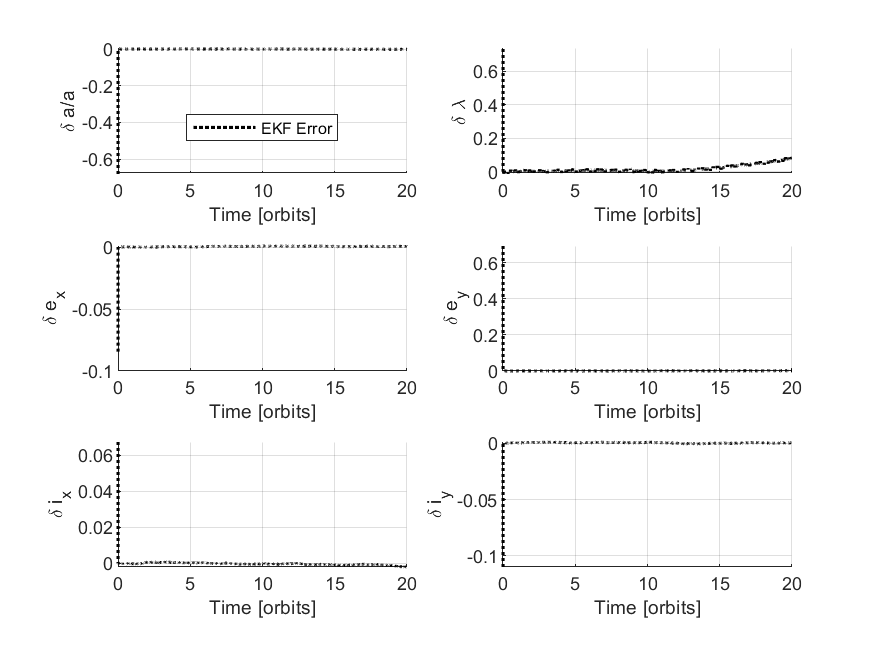 0
-0.2
-0.4
-0.6
δ a/a
EKF Error
0 5 10 15 20
Time [orbits]
0.6
0.4
0.2
0
δ λ
0 5 10 15 20
Time [orbits]
0
-0.05
-0.1
δ e_x
0 5 10 15 20
Time [orbits]
0.6
0.4
0.2
0
δ e_y
0 5 10 15 20
Time [orbits]
0.06
0.04
0.02
0
δ i_x
0 5 10 15 20
Time [orbits]
0
-0.05
-0.1
δ i_y
0 5 10 15 20
Time [orbits]